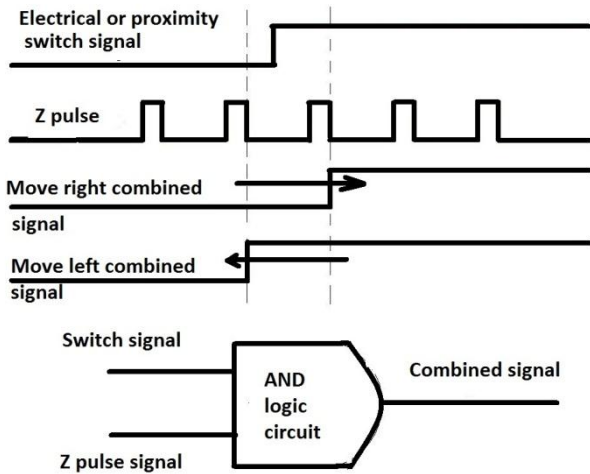 Electrical or proximity
switch signal
Z pulse
Move right combined
signal
Move left combined
signal
Switch signal
AND
logic
circuit
Combined signal
Z pulse signal